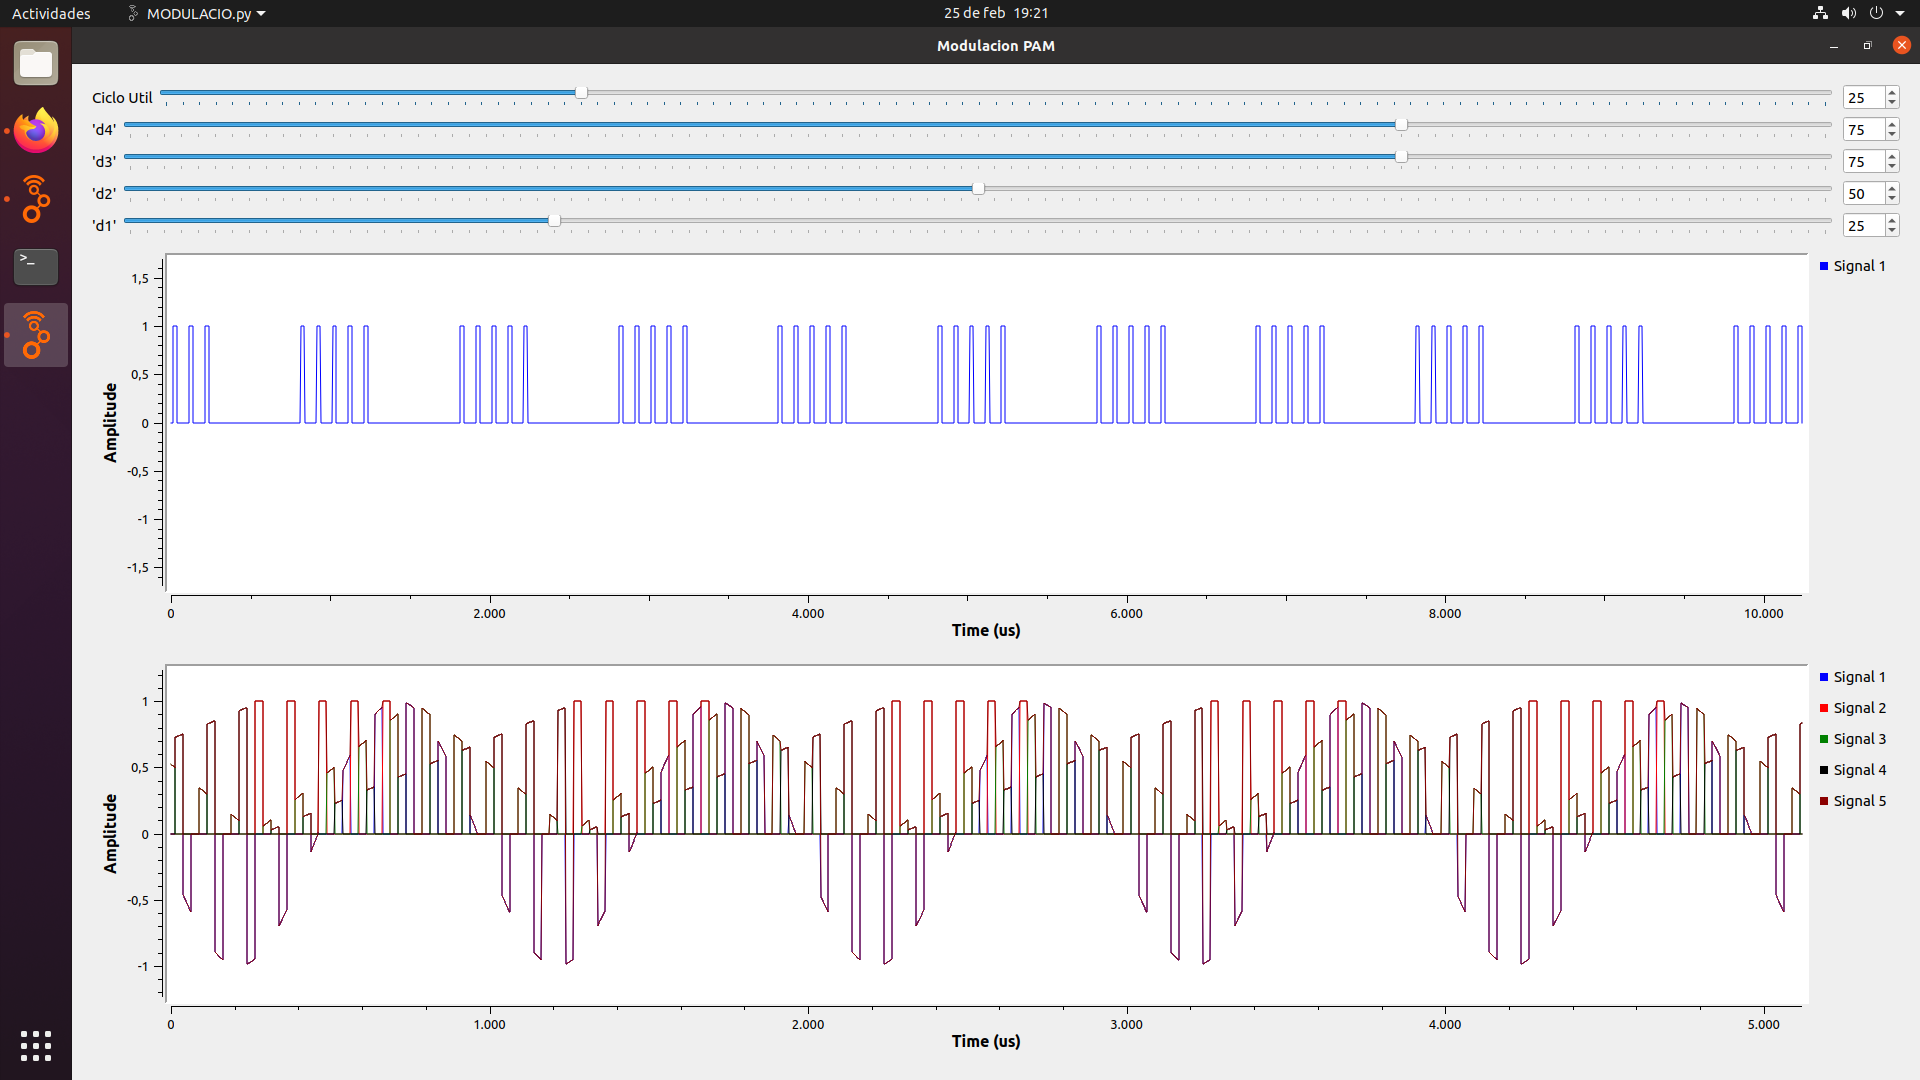 Actividades MODULACIO.py 25 de feb 19:21
Modulacion PAM
Ciclo Util 25
'd4' 75
'd3' 75
'd2' 50
'd1' 25
Amplitude
1,5
1
0,5
0
-0,5
-1
-1,5
Signal 1
0 2.000 4.000 6.000 8.000 10.000
Time (us)
Amplitude
1
0,5
0
-0,5
-1
Signal 1
Signal 2
Signal 3
Signal 4
Signal 5
0 1.000 2.000 3.000 4.000 5.000
Time (us)
>_